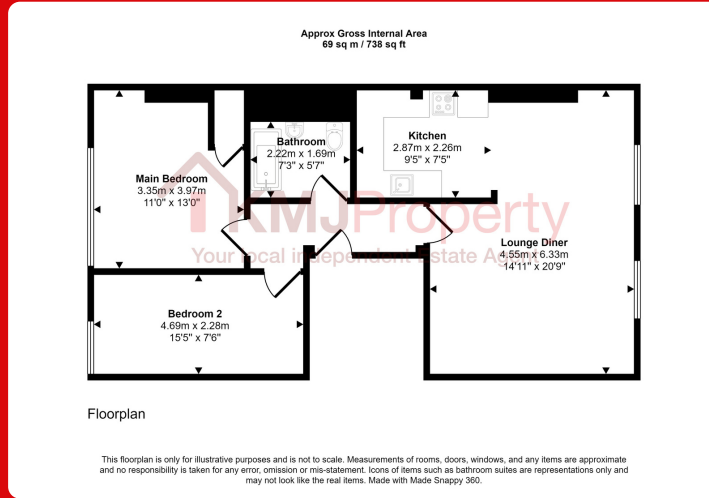 Approx Gross Internal Area
69 sq m / 738 sq ft
Bathroom
2.22m x 1.69m
7'3" x 5'7"
Kitchen
2.87m x 2.26m
9'5" x 7'5"
Main Bedroom
3.35m x 3.97m
11'0" x 13'0"
KMJProperty
Your local independent Estate Agent
Lounge Diner
4.55m x 6.33m
14'11" x 20'9"
Bedroom 2
4.69m x 2.28m
15'5" x 7'6"
Floorplan
This floorplan is only for illustrative purposes and is not to scale. Measurements of rooms, doors, windows, and any items are approximate
and no responsibility is taken for any error, omission or mis-statement. Icons of items such as bathroom suites are representations only and
may not look like the real items. Made with Made Snappy 360.